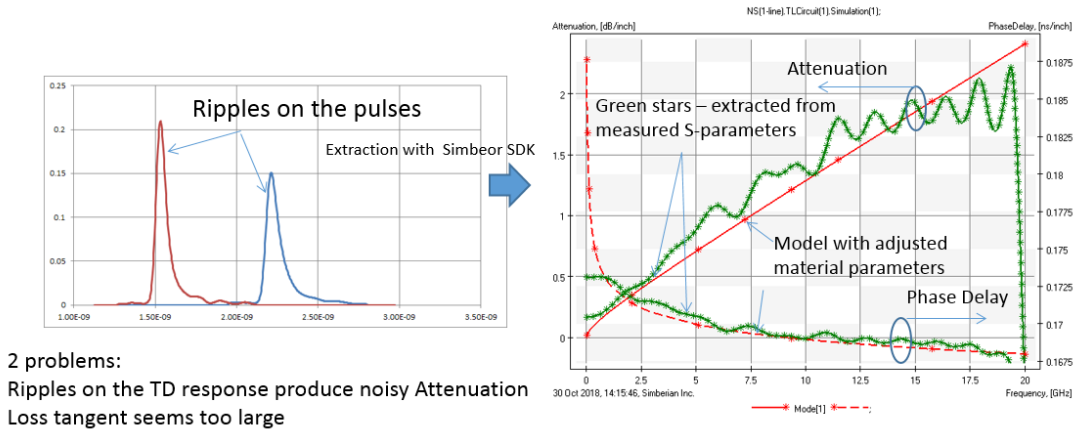 NS(1-line).TLCircuit(1).Simulation(1);
Attenuation, [dB/inch]
PhaseDelay, [ns/inch]
0.25
0.2
0.15
0.1
0.05
0
1.00E-09 1.50E-09 2.00E-09 2.50E-09 3.00E-09 3.50E-09
Ripples on the pulses
Extraction with Simbeor SDK
2
1.5
1
0.5
0
Attenuation
Green stars – extracted from
measured S-parameters
Model with adjusted
material parameters
Phase Delay
0.1875
0.185
0.1825
0.18
0.1775
0.175
0.1725
0.17
0.1675
0 2.5 5 7.5 10 12.5 15 17.5 20
30 Oct 2018, 14:15:46, Simberian Inc.
Frequency, [GHz]
Mode[1] ;
2 problems:
Ripples on the TD response produce noisy Attenuation
Loss tangent seems too large